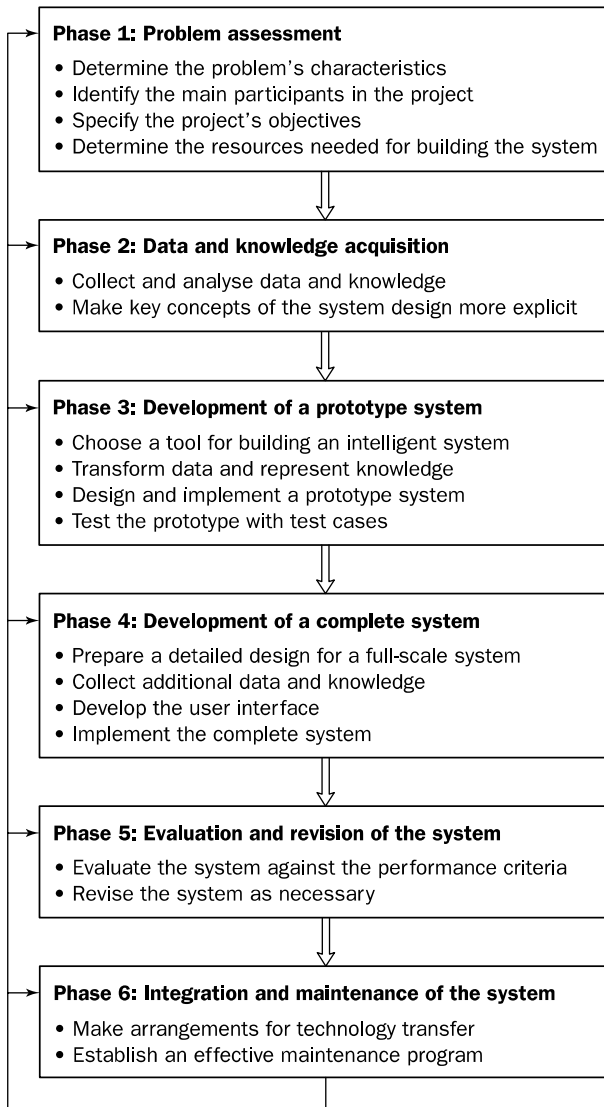 Phase 1: Problem assessment
• Determine the problem's characteristics
• Identify the main participants in the project
• Specify the project's objectives
• Determine the resources needed for building the system
Phase 2: Data and knowledge acquisition
• Collect and analyse data and knowledge
• Make key concepts of the system design more explicit
Phase 3: Development of a prototype system
• Choose a tool for building an intelligent system
• Transform data and represent knowledge
• Design and implement a prototype system
• Test the prototype with test cases
Phase 4: Development of a complete system
• Prepare a detailed design for a full-scale system
• Collect additional data and knowledge
• Develop the user interface
• Implement the complete system
Phase 5: Evaluation and revision of the system
• Evaluate the system against the performance criteria
• Revise the system as necessary
Phase 6: Integration and maintenance of the system
• Make arrangements for technology transfer
• Establish an effective maintenance program